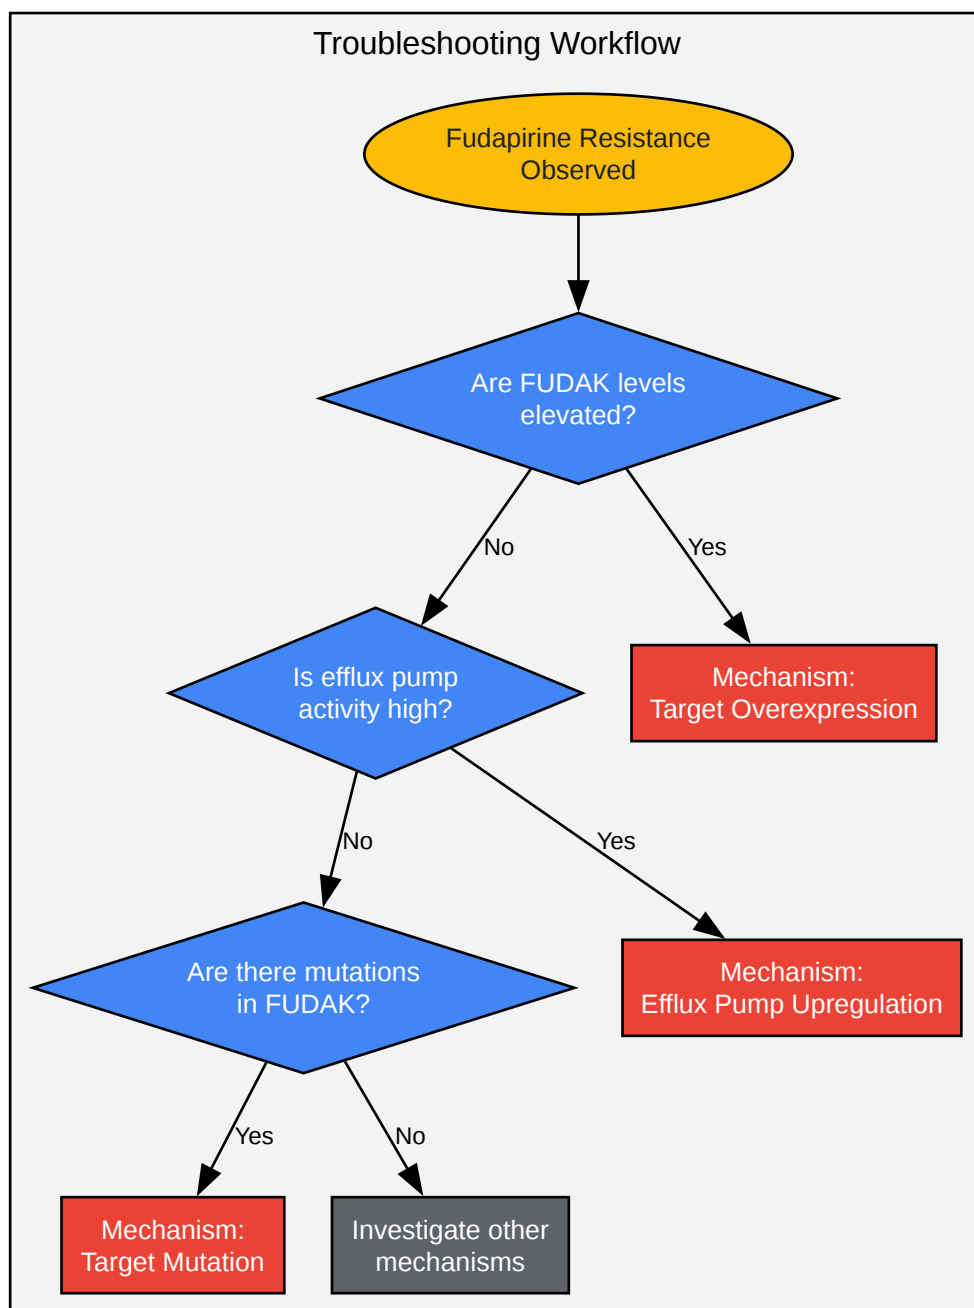 Troubleshooting Workflow
Fudapirine Resistance
Observed
Are FUDAK levels
elevated?
No
Yes
Is efflux pump
activity high?
Mechanism:
Target Overexpression
No
Yes
Are there mutations
in FUDAK?
Mechanism:
Efflux Pump Upregulation
Yes
No
Mechanism:
Target Mutation
Investigate other
mechanisms